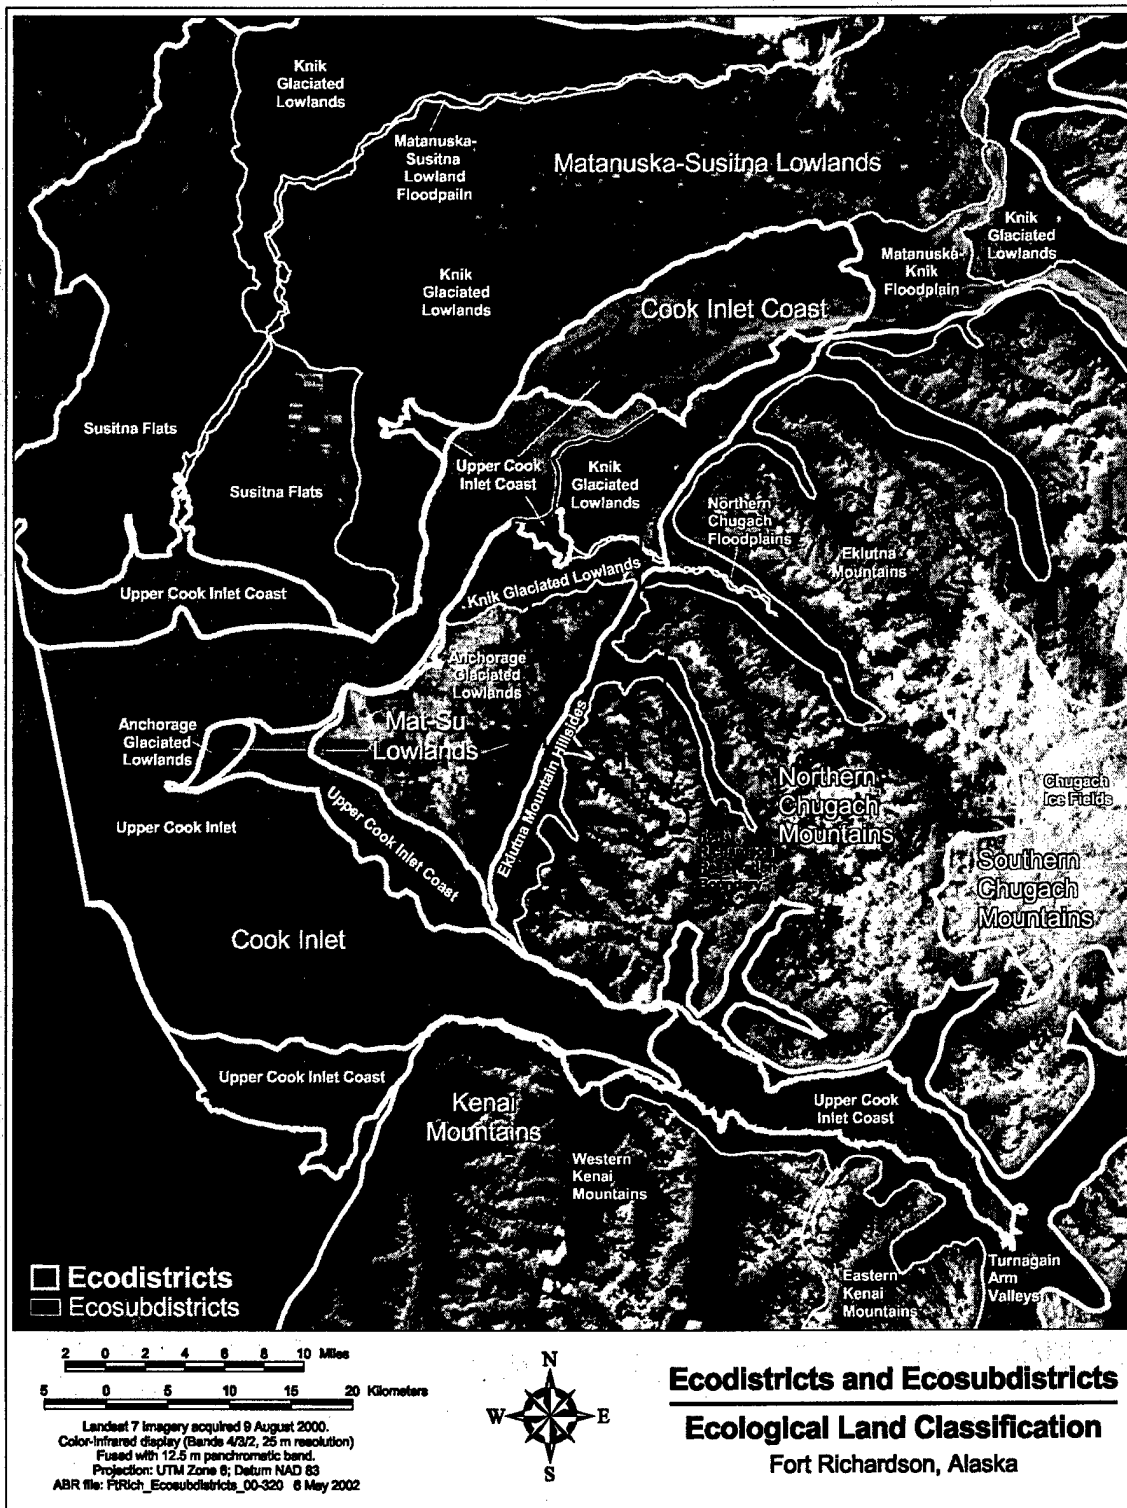 Knik
Glaciated
Lowlands
Matanuska-
Susitna
Lowland
Floodpailn
Matanuska-Susitna Lowlands
Knik
Glaciated
Lowlands
Matanuska-
Knik
Floodplain
Knik
Glaciated
Lowlands
Cook Inlet Coast
Susitna Flats
Susitna Flats
Upper Cook
Inlet Coast
Knik
Glaciated
Lowlands
Northern
Chugach
Floodplains
Eklutna
Mountains
Upper Cook Inlet Coast
Knik Glaciated Lowlands
Anchorage
Glaciated
Lowlands
Anchorage
Glaciated
Lowlands
Mat-Su
Lowlands
Eklutna Mountain Hillsides
Northern
Chugach
Mountains
Chugach
Ice Fields
Upper Cook Inlet
Upper Cook Inlet Coast
Southern
Chugach
Mountains
Cook Inlet
Upper Cook Inlet Coast
Kenai
Mountains
Upper Cook
Inlet Coast
Western
Kenai
Mountains
Eastern
Kenai
Mountains
Turnagain
Arm
Valleys
Ecodistricts
Ecosubdistricts
2 0 2 4 6 8 10 Miles
5 0 5 10 15 20 Kilometers
Landsat 7 imagery acquired 9 August 2000.
Color-infrared display (Bands 4/3/2, 25 m resolution)
Fused with 12.5 m panchromatic band.
Projection: UTM Zone 6; Datum NAD 83
ABR file: FtRich_Ecosubdistricts_00-320 6 May 2002
N
W E
S
Ecodistricts and Ecosubdistricts
Ecological Land Classification
Fort Richardson, Alaska